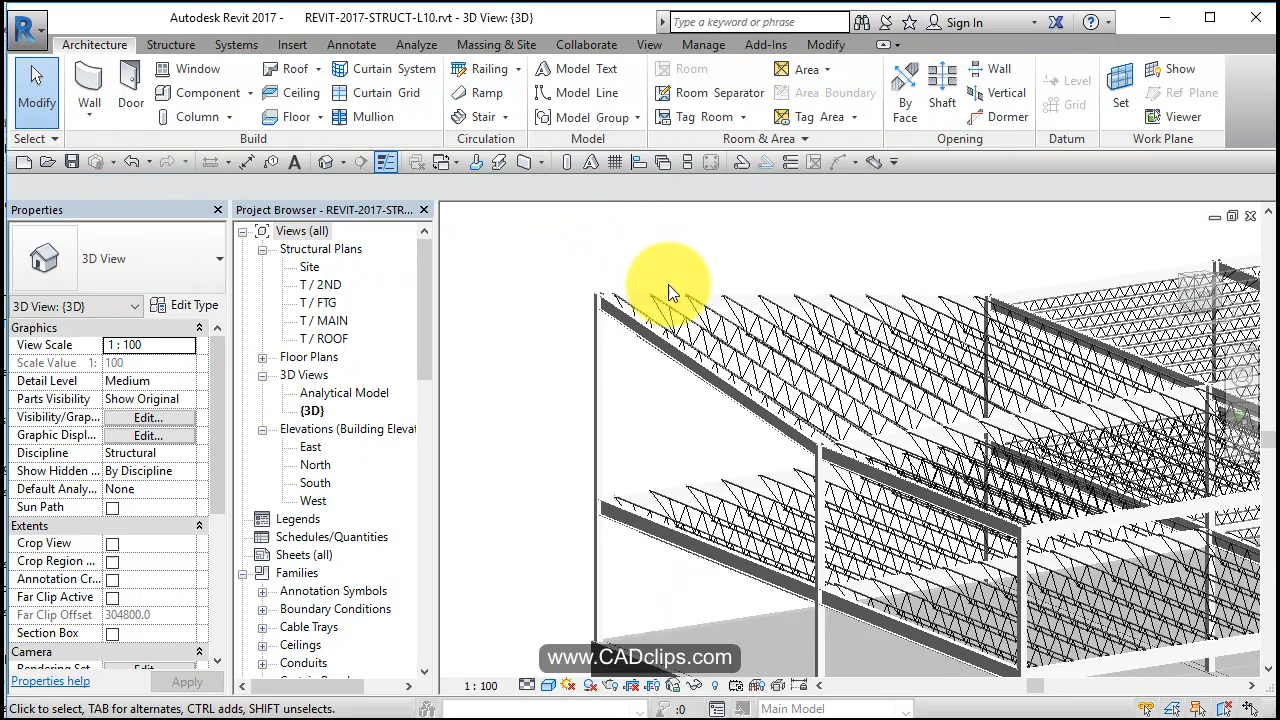 Autodesk Revit 2017 - REVIT-2017-STRUCT-L10.rvt - 3D View: {3D}
Type a keyword or phrase
Sign In
Architecture Structure Systems Insert Annotate Analyze Massing & Site Collaborate View Manage Add-Ins Modify
Modify
Wall
Door
Window
Component
Column
Roof
Ceiling
Floor
Curtain System
Curtain Grid
Mullion
Railing
Ramp
Stair
Model Text
Model Line
Model Group
Room
Room Separator
Tag Room
Area
Area Boundary
Tag Area
By
Face
Shaft
Wall
Vertical
Dormer
Level
Grid
Set
Show
Ref Plane
Viewer
Select Build Circulation Model Room & Area Opening Datum Work Plane
Properties
3D View
3D View: {3D} Edit Type
Graphics
View Scale 1 : 100
Scale Value 1: 100
Detail Level Medium
Parts Visibility Show Original
Visibility/Grap... Edit...
Graphic Displ... Edit...
Discipline Structural
Show Hidden ... By Discipline
Default Analy... None
Sun Path
Extents
Crop View
Crop Region ...
Annotation Cr...
Far Clip Active
Far Clip Offset 304800.0
Section Box
Camera
Properties help Apply
Project Browser - REVIT-2017-STR...
Views (all)
Structural Plans
Site
T / 2ND
T / FTG
T / MAIN
T / ROOF
Floor Plans
3D Views
Analytical Model
{3D}
Elevations (Building Elevat
East
North
South
West
Legends
Schedules/Quantities
Sheets (all)
Families
Annotation Symbols
Boundary Conditions
Cable Trays
Ceilings
Conduits
www.CADclips.com
1 : 100
Click to select, TAB for alternates, CTRL adds, SHIFT unselects.
:0
Main Model